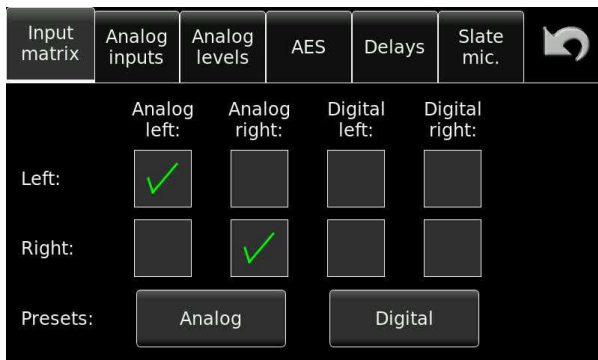 Input
matrix
Analog
inputs
Analog
levels
AES
Delays
Slate
mic.
Analog
left:
Analog
right:
Digital
left:
Digital
right:
Left:
Right:
Presets:
Analog
Digital